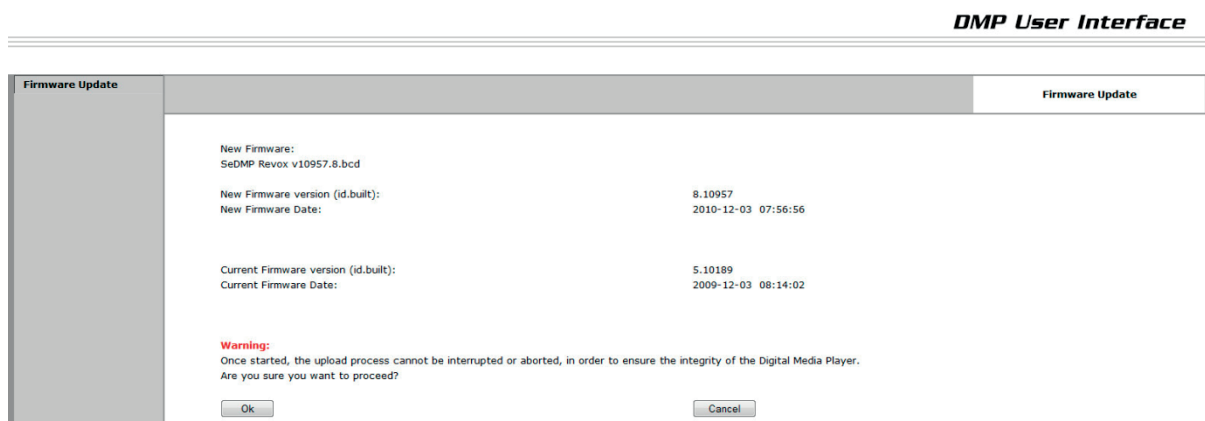 DMP User Interface
Firmware Update
Firmware Update
New Firmware:
SeDMP Revox v10957.8.bcd
New Firmware version (id.built): 8.10957
New Firmware Date: 2010-12-03 07:56:56
Current Firmware version (id.built): 5.10189
Current Firmware Date: 2009-12-03 08:14:02
Warning:
Once started, the upload process cannot be interrupted or aborted, in order to ensure the integrity of the Digital Media Player.
Are you sure you want to proceed?
Ok Cancel